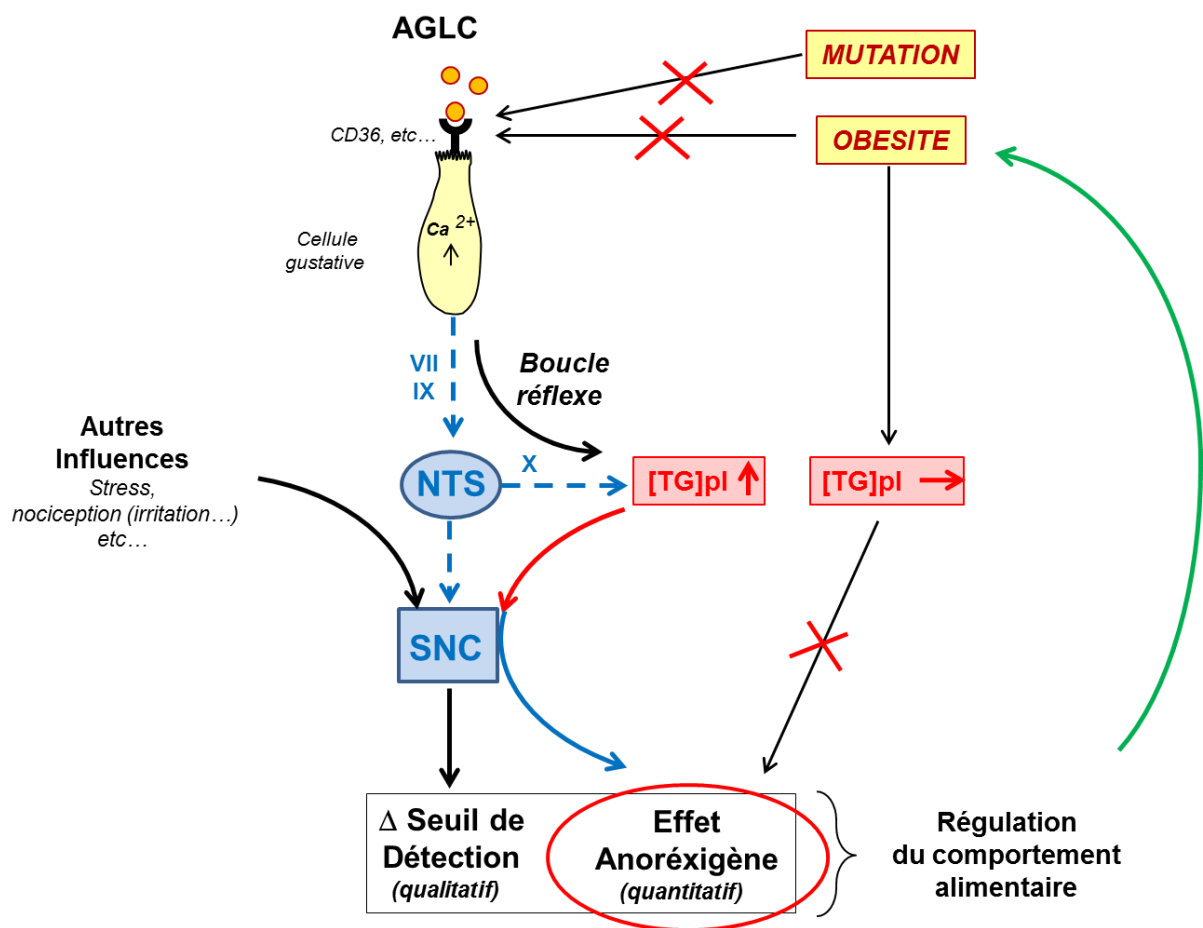 AGLC
MUTATION
CD36, etc…
OBESITE
Ca 2+
Cellule
gustative
VII
IX
Boucle
réflexe
Autres
Influences
Stress,
nociception (irritation…)
etc…
NTS
X
[TG]pl
[TG]pl
SNC
Δ Seuil de
Détection
(qualitatif)
Effet
Anoréxigène
(quantitatif)
Régulation
du comportement
alimentaire